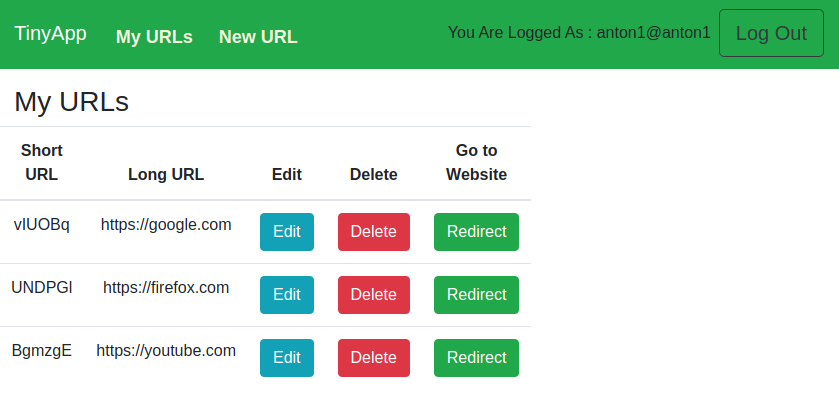 TinyApp My URLs New URL You Are Logged As : anton1@anton1 Log Out
My URLs
Short URL Long URL Edit Delete Go to Website
vIUOBq https://google.com Edit Delete Redirect
UNDPGI https://firefox.com Edit Delete Redirect
BgmzgE https://youtube.com Edit Delete Redirect